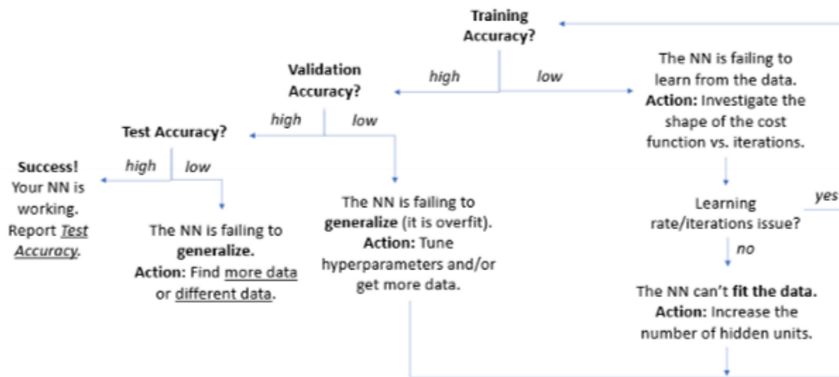 Training
Accuracy?
high
low
The NN is failing to
learn from the data.
Action: Investigate the
shape of the cost
function vs. iterations.
Validation
Accuracy?
high
low
Test Accuracy?
high
low
Success!
Your NN is
working.
Report Test
Accuracy.
The NN is failing to
generalize.
Action: Find more data
or different data.
The NN is failing to
generalize (it is overfit).
Action: Tune
hyperparameters and/or
get more data.
Learning
rate/iterations issue?
yes
no
The NN can't fit the data.
Action: Increase the
number of hidden units.